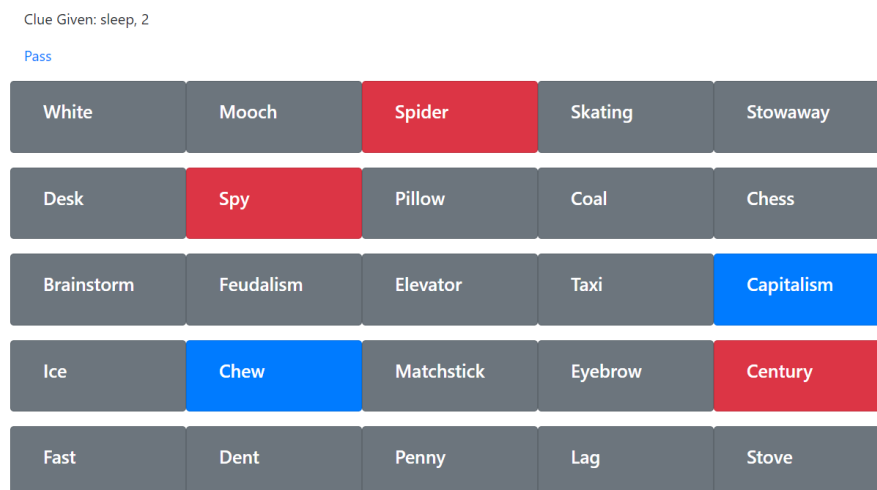 Clue Given: sleep, 2
Pass
White Mooch Spider Skating Stowaway
Desk Spy Pillow Coal Chess
Brainstorm Feudalism Elevator Taxi Capitalism
Ice Chew Matchstick Eyebrow Century
Fast Dent Penny Lag Stove